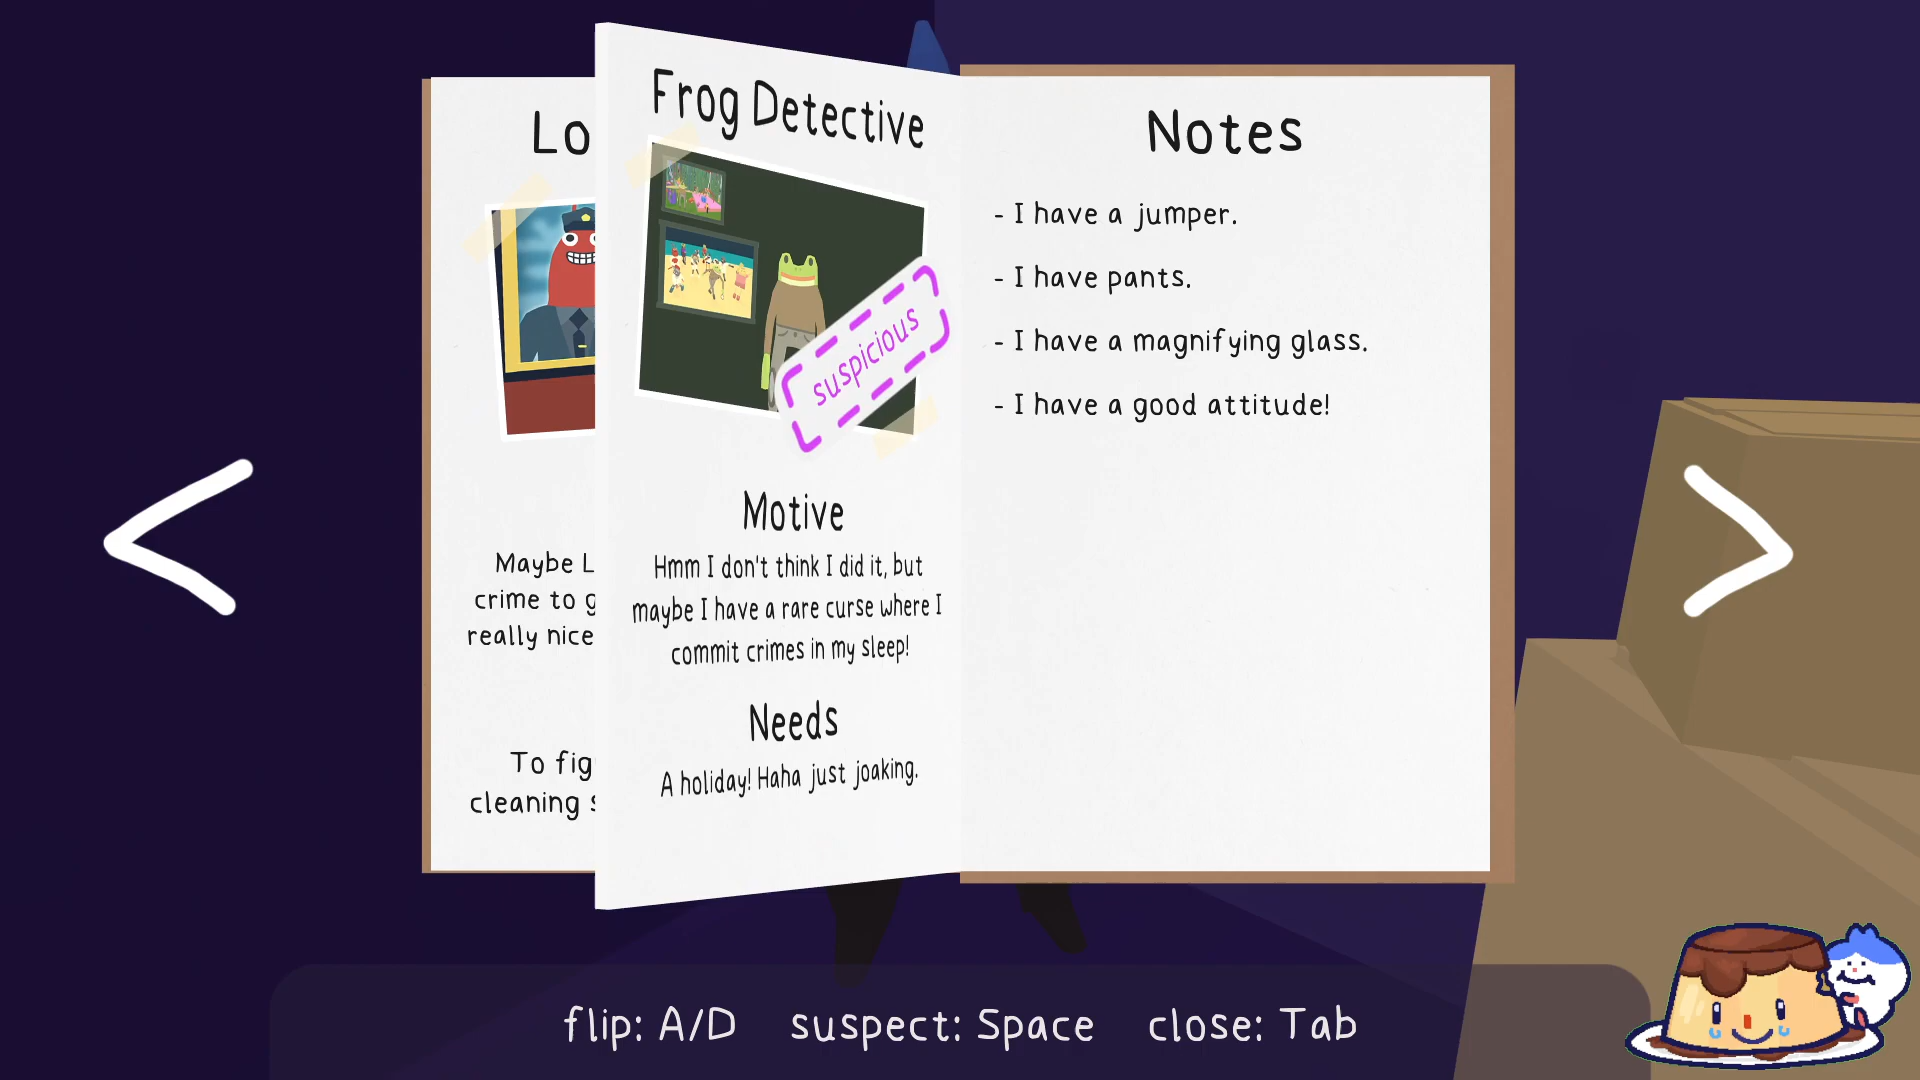 Lo
Maybe L
crime to g
really nice
To fig
cleaning s
Frog Detective
suspicious
Motive
Hmm I don't think I did it, but
maybe I have a rare curse where I
commit crimes in my sleep!
Needs
A holiday! Haha just joaking.
Notes
- I have a jumper.
- I have pants.
- I have a magnifying glass.
- I have a good attitude!
flip: A/D suspect: Space close: Tab